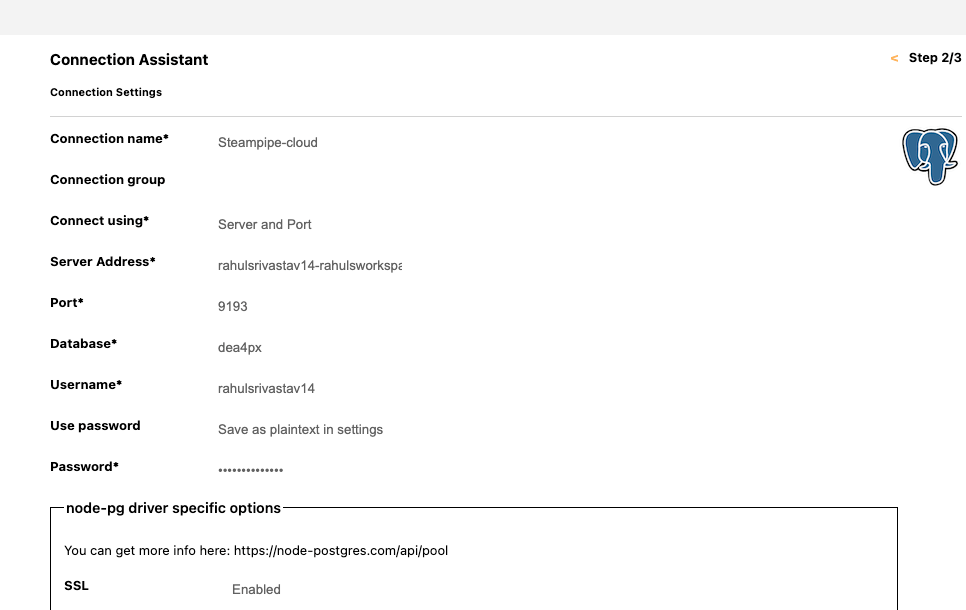 Connection Assistant
< Step 2/3
Connection Settings
Connection name* Steampipe-cloud
Connection group
Connect using* Server and Port
Server Address* rahulsrivastav14-rahulsworkspa
Port* 9193
Database* dea4px
Username* rahulsrivastav14
Use password Save as plaintext in settings
Password* ••••••••••••••
node-pg driver specific options
You can get more info here: https://node-postgres.com/api/pool
SSL Enabled